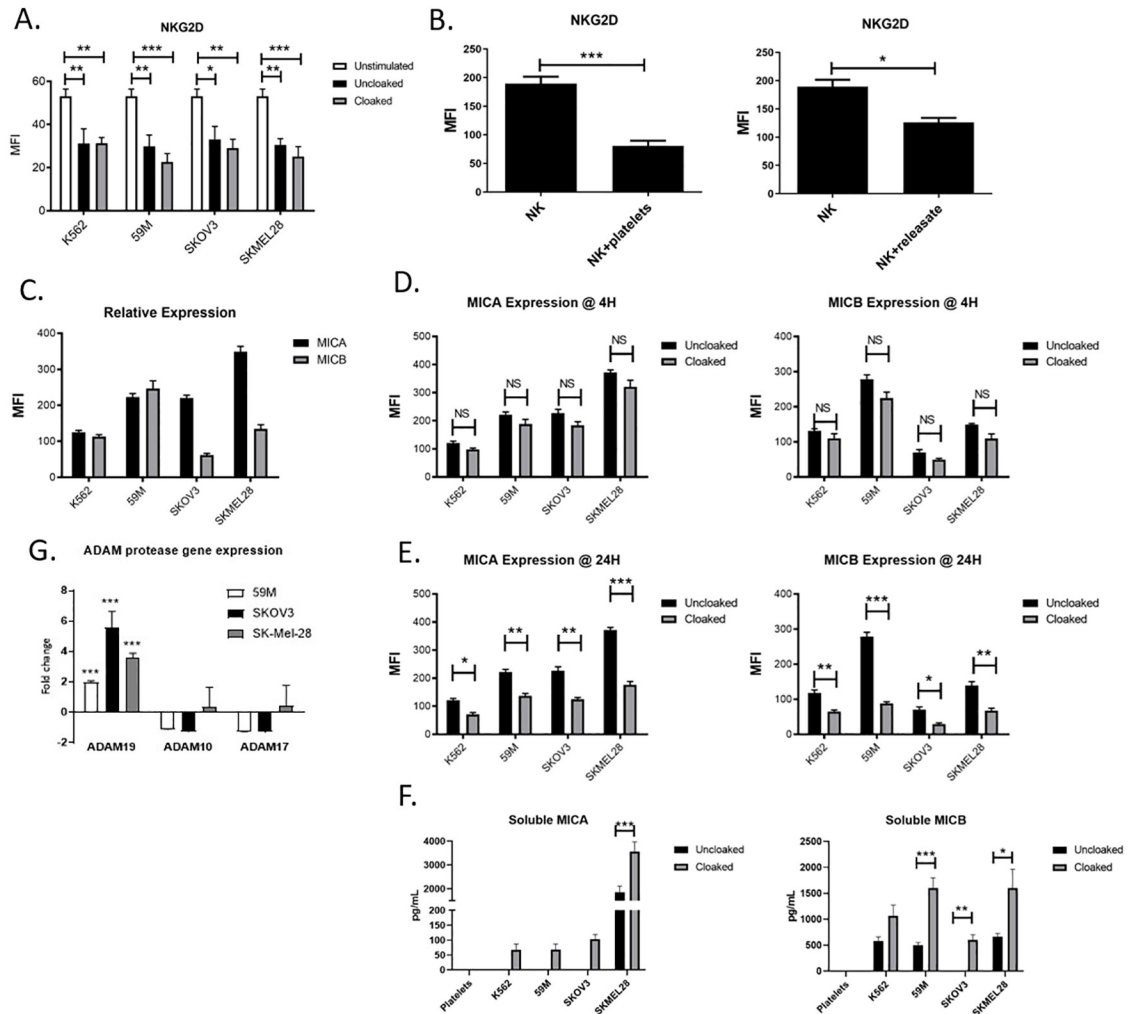 A.
NKG2D
** *** ** ***
** ** * **
Unstimulated
Uncloaked
Cloaked
MFI
60
40
20
0
K562 59M SKOV3 SKMEL28
B.
NKG2D
***
MFI
250
200
150
100
50
0
NK NK+platelets
NKG2D
*
MFI
250
200
150
100
50
0
NK NK+releasate
C.
Relative Expression
MICA
MICB
MFI
400
300
200
100
0
K562 59M SKOV3 SKMEL28
D.
MICA Expression @ 4H
Uncloaked
Cloaked
NS NS NS NS
MFI
500
400
300
200
100
0
K562 59M SKOV3 SKMEL28
MICB Expression @ 4H
Uncloaked
Cloaked
NS NS NS NS
MFI
400
300
200
100
0
K562 59M SKOV3 SKMEL28
G.
ADAM protease gene expression
59M
SKOV3
SK-Mel-28
*** *** ***
Fold change
8
6
4
2
0
-2
ADAM19 ADAM10 ADAM17
E.
MICA Expression @ 24H
Uncloaked
Cloaked
* ** ** ***
MFI
500
400
300
200
100
0
K562 59M SKOV3 SKMEL28
MICB Expression @ 24H
Uncloaked
Cloaked
** *** * **
MFI
400
300
200
100
0
K562 59M SKOV3 SKMEL28
F.
Soluble MICA
Uncloaked
Cloaked
***
pg/mL
4000
3000
2000
1000
200
150
100
50
0
Platelets K562 59M SKOV3 SKMEL28
Soluble MICB
Uncloaked
Cloaked
*** ** *
pg/mL
2500
2000
1500
1000
500
0
Platelets K562 59M SKOV3 SKMEL28